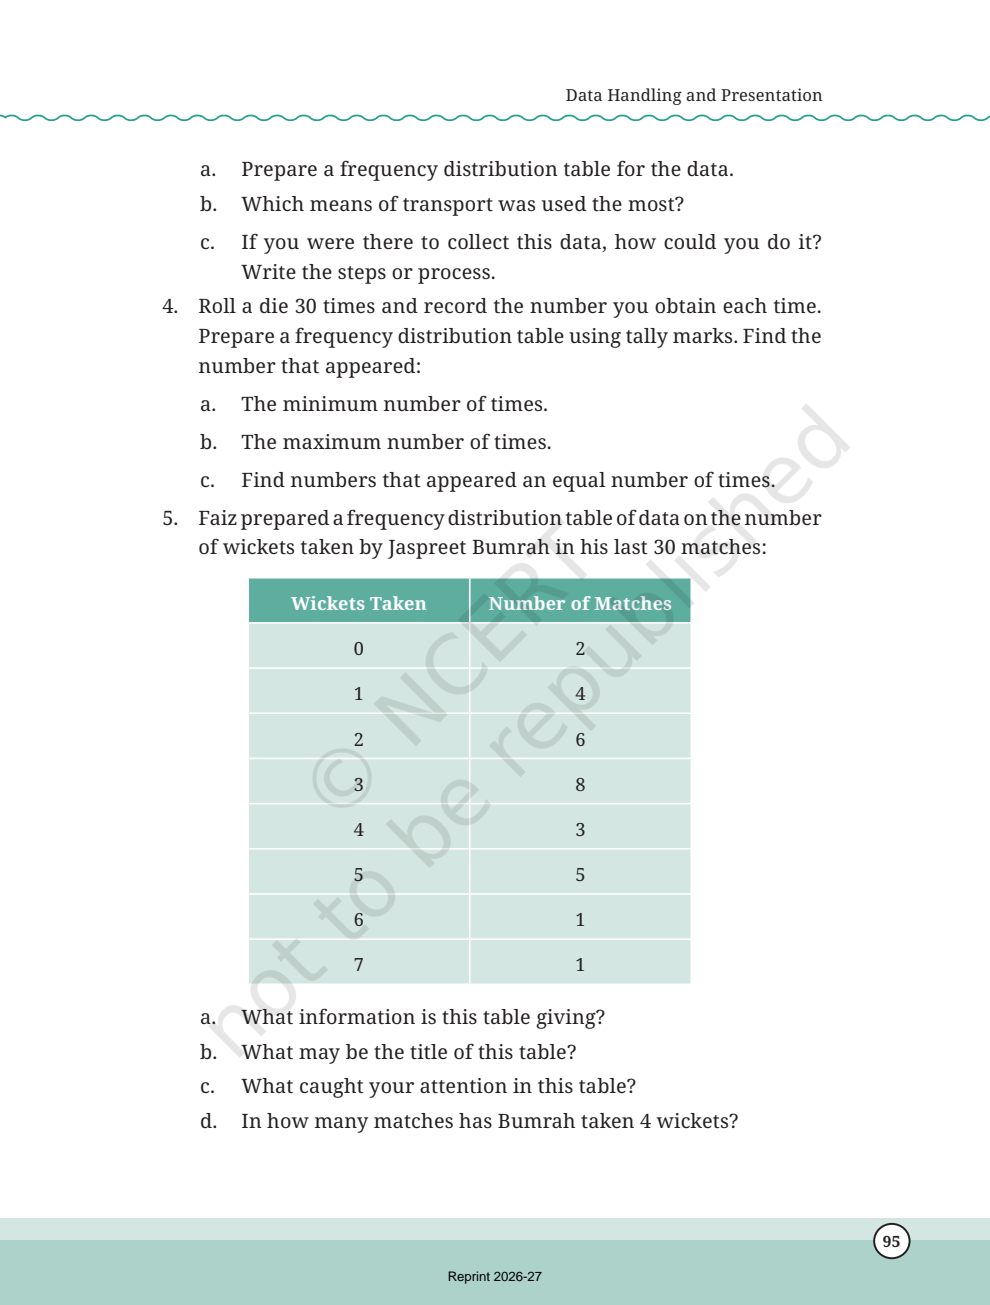 Data Handling and Presentation
a. Prepare a frequency distribution table for the data.
b. Which means of transport was used the most?
c. If you were there to collect this data, how could you do it?
Write the steps or process.
4. Roll a die 30 times and record the number you obtain each time.
Prepare a frequency distribution table using tally marks. Find the
number that appeared:
a. The minimum number of times.
b. The maximum number of times.
c. Find numbers that appeared an equal number of times.
5. Faiz prepared a frequency distribution table of data on the number
of wickets taken by Jaspreet Bumrah in his last 30 matches:
Wickets Taken Number of Matches
0 2
1 4
2 6
3 8
4 3
5 5
6 1
7 1
a. What information is this table giving?
b. What may be the title of this table?
c. What caught your attention in this table?
d. In how many matches has Bumrah taken 4 wickets?
95
Reprint 2026-27
© NCERT
not to be republished